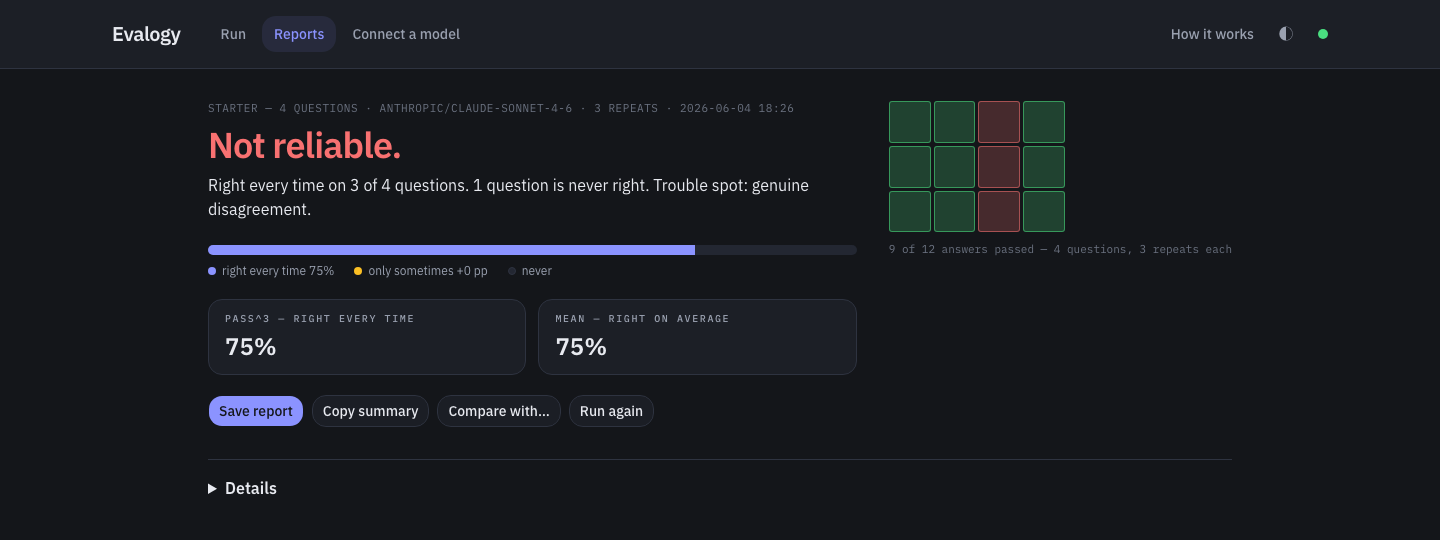 Evalogy
Run
Reports
Connect a model
How it works
STARTER — 4 QUESTIONS · ANTHROPIC/CLAUDE-SONNET-4-6 · 3 REPEATS · 2026-06-04 18:26
Not reliable.
Right every time on 3 of 4 questions. 1 question is never right. Trouble spot: genuine
disagreement.
right every time 75%
only sometimes +0 pp
never
PASS^3 — RIGHT EVERY TIME
75%
MEAN — RIGHT ON AVERAGE
75%
Save report
Copy summary
Compare with...
Run again
9 of 12 answers passed — 4 questions, 3 repeats each
Details